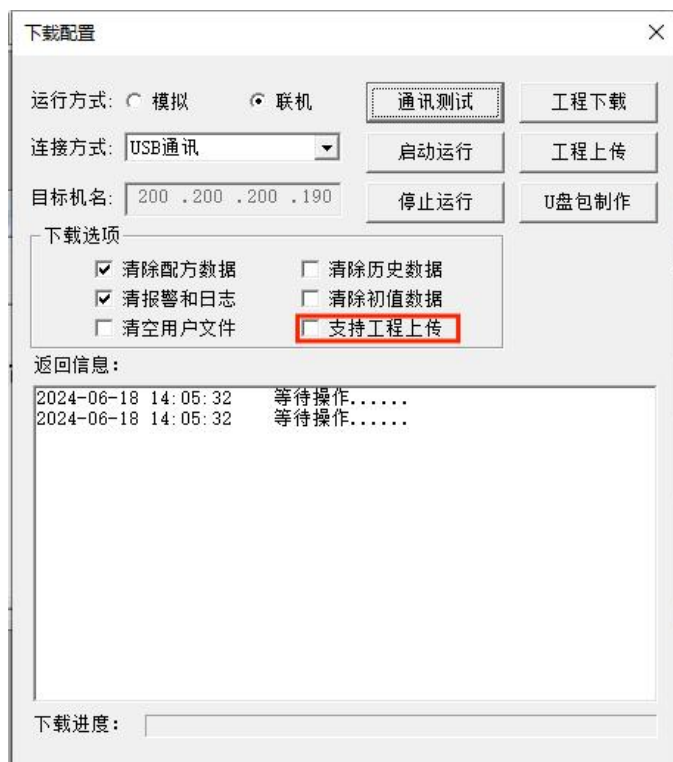 下载配置
运行方式: 模拟 联机 通讯测试 工程下载
连接方式: USB通讯 启动运行 工程上传
目标机名: 200 .200 .200 .190 停止运行 U盘包制作
下载选项
清除配方数据 清除历史数据
清报警和日志 清除初值数据
清空用户文件 支持工程上传
返回信息:
2024-06-18 14:05:32 等待操作......
2024-06-18 14:05:32 等待操作......
下载进度: